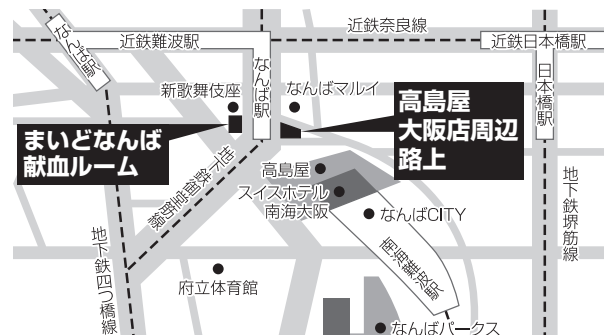 近鉄奈良線
なんば駅
近鉄難波駅
なんば駅
近鉄日本橋駅
新歌舞伎座
なんばマルイ
日本橋駅
まいどなんば
献血ルーム
高島屋
大阪店周辺
路上
地下鉄御堂筋線
高島屋
スイスホテル
南海大阪
なんばCITY
地下鉄堺筋線
地下鉄四つ橋線
南海難波駅
府立体育館
なんばパークス